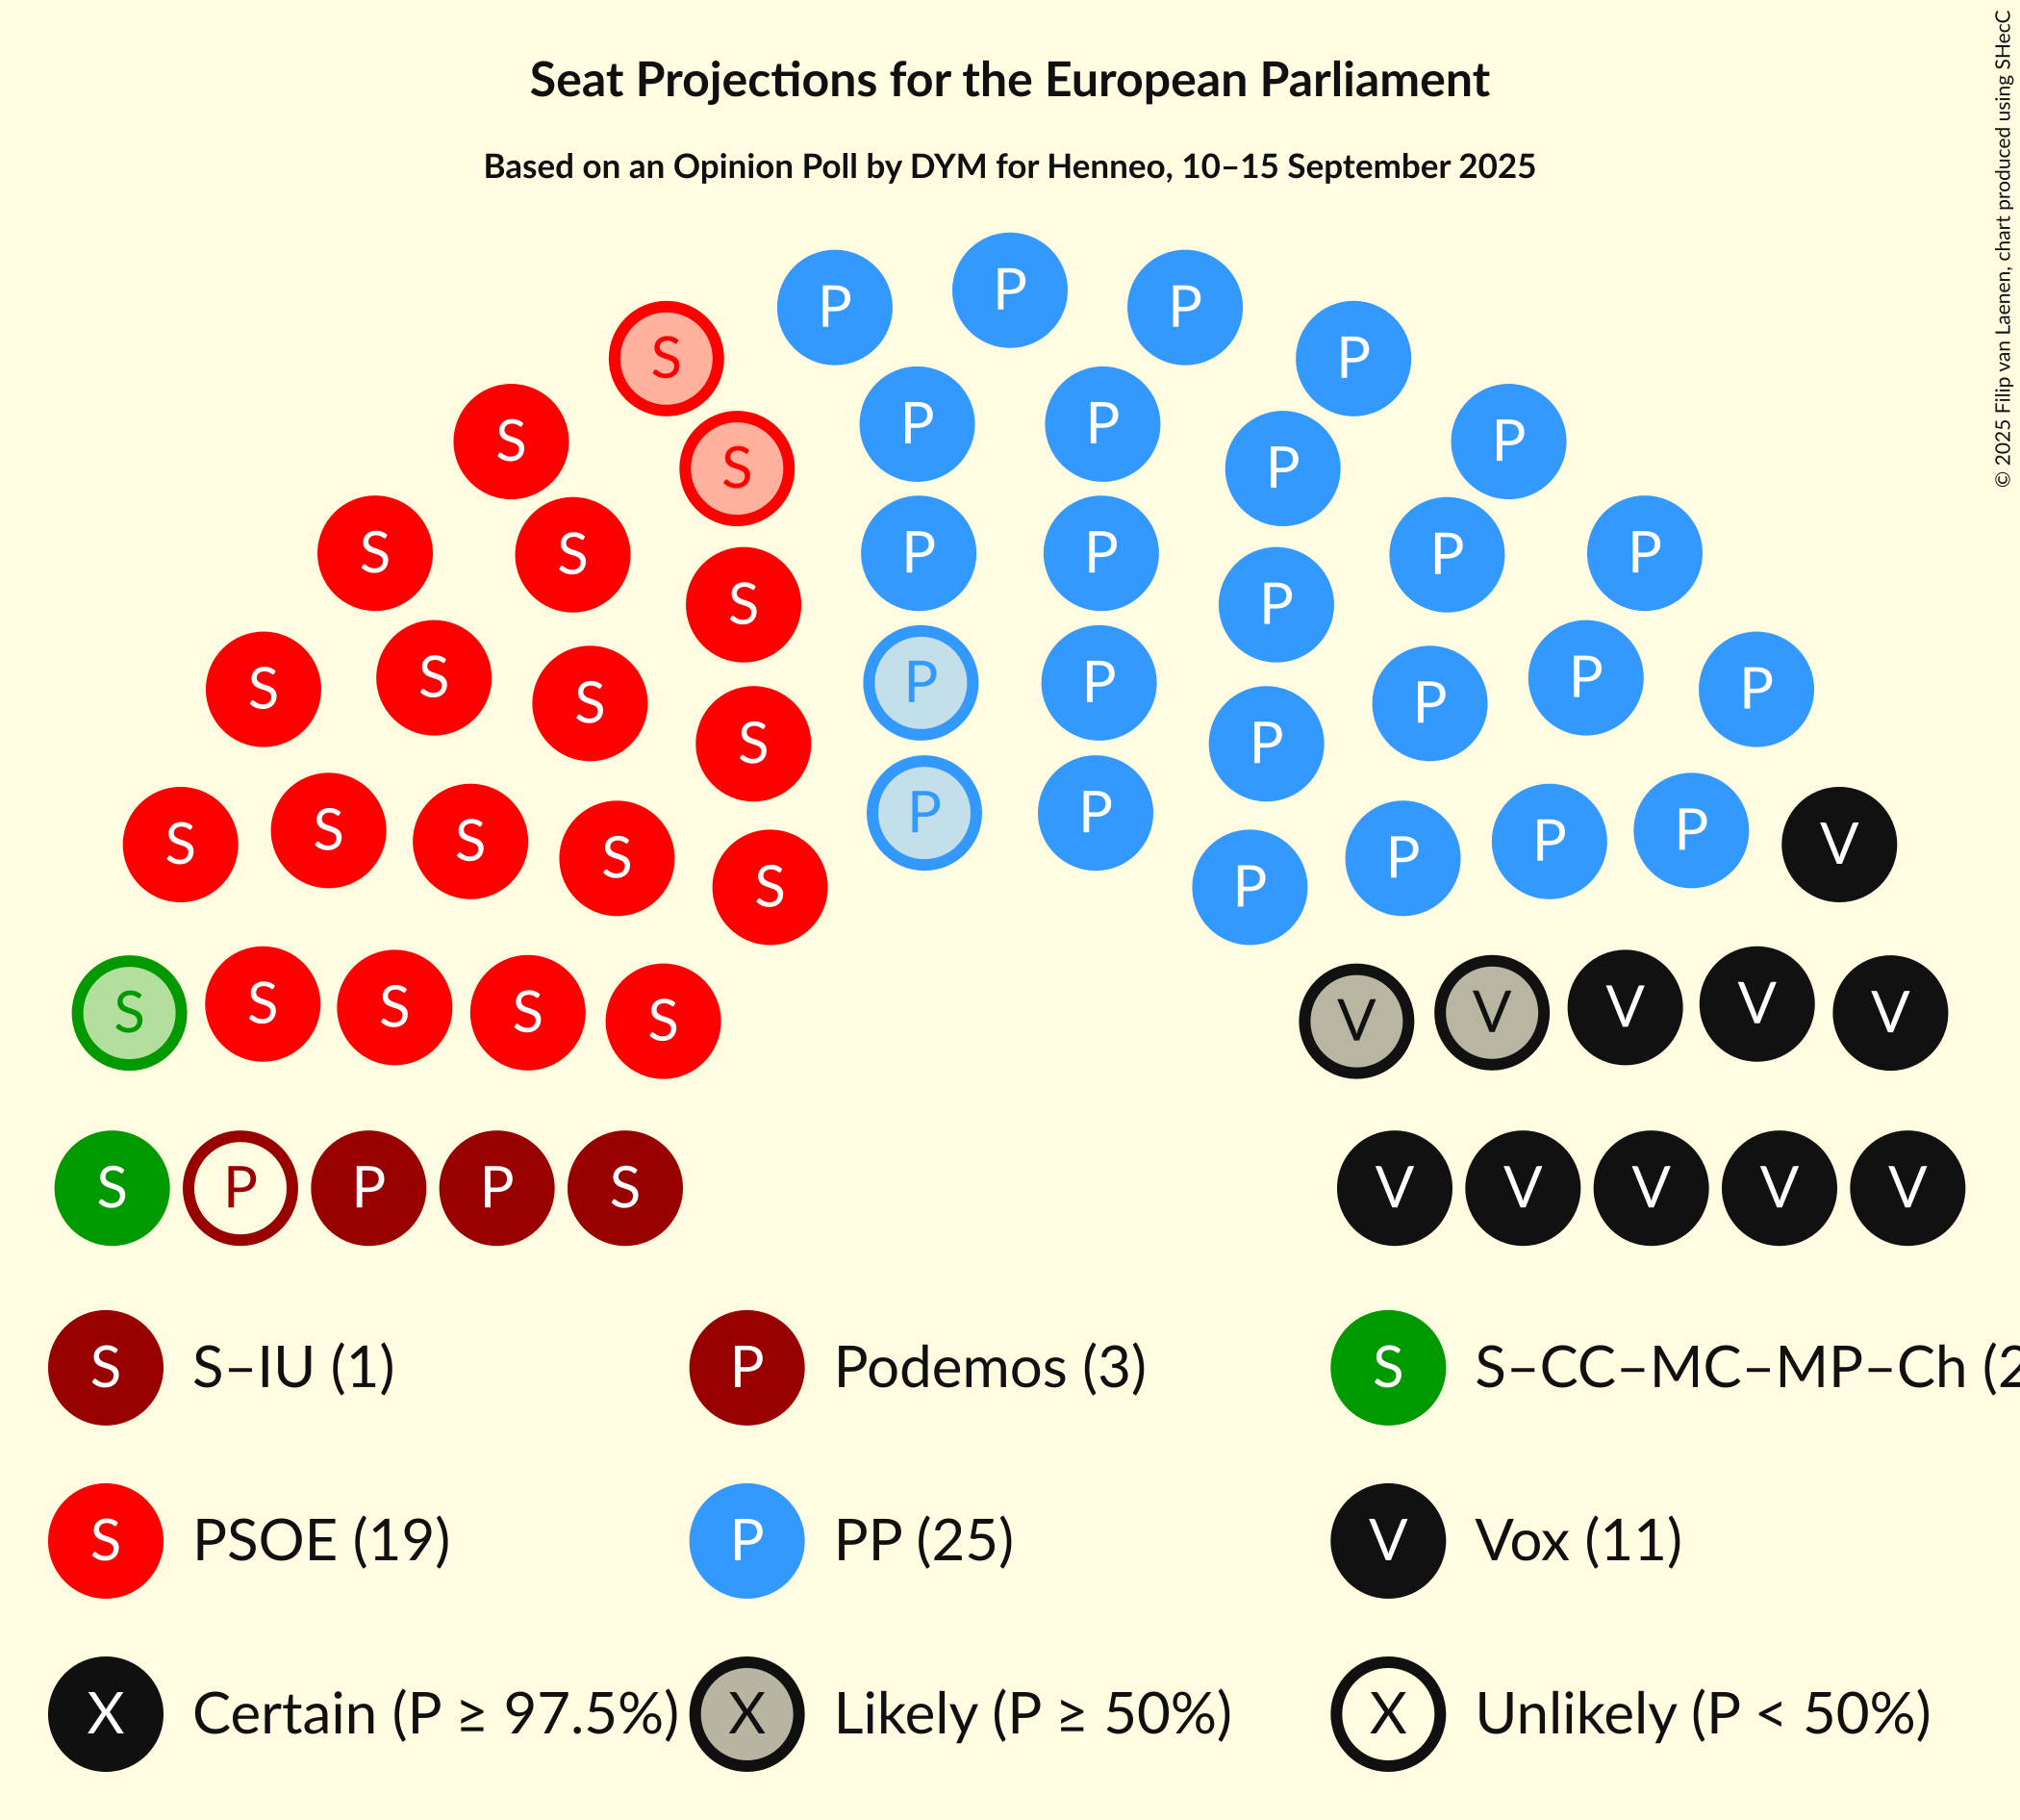 Seat Projections for the European Parliament
Based on an Opinion Poll by DYM for Henneo, 10–15 September 2025
© 2025 Filip van Laenen, chart produced using SHecC
P
P P
S P
S P P S P
S P
S P P P
S S P P
S P
S P
S P P S P
S P
S P
S P P
S S P P
S S P P
S S S V V V
S S V V
S P P P P
S P P S V V V V V
S S–IU (1) P Podemos (3) S S–CC–MC–MP–Ch (2
S PSOE (19) P PP (25) V Vox (11)
X Certain (P ≥ 97.5%) X Likely (P ≥ 50%) X Unlikely (P < 50%)